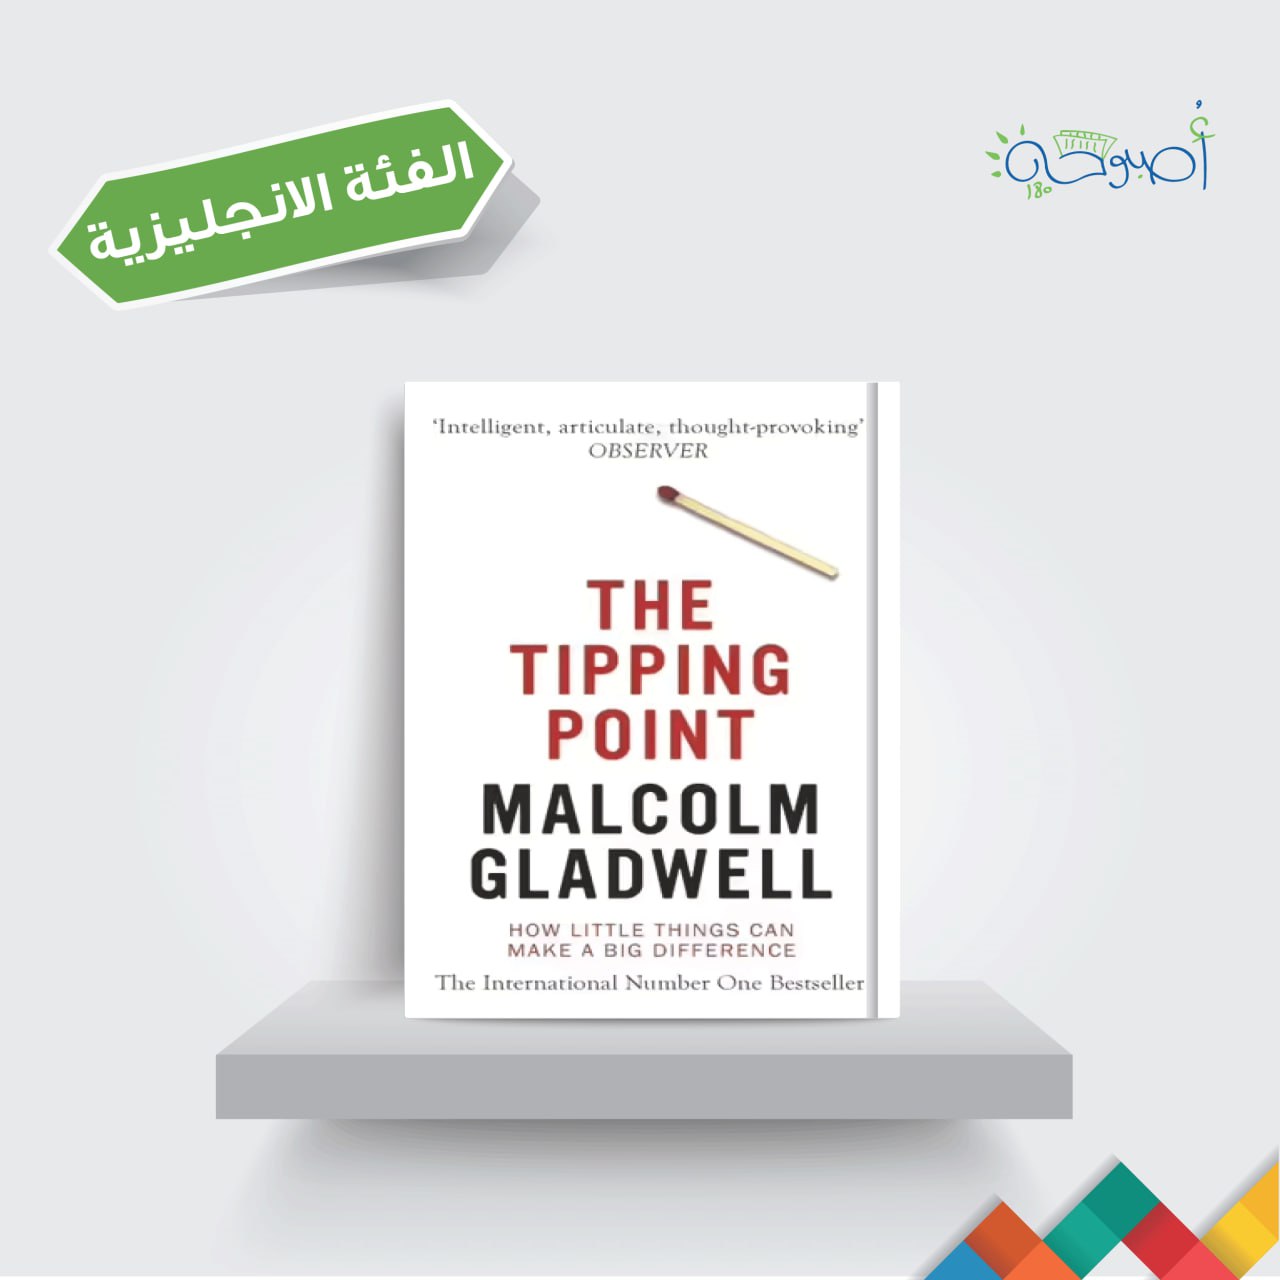 الفئة الانجليزية
أُصبوحة
180
‘Intelligent, articulate, thought-provoking’
OBSERVER
THE
TIPPING
POINT
MALCOLM
GLADWELL
HOW LITTLE THINGS CAN
MAKE A BIG DIFFERENCE
The International Number One Bestseller